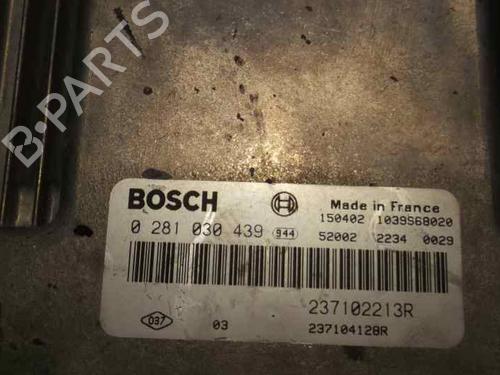 B-PARTS
BOSCH Made in France
150402 1039S68020
0 281 030 439 944 52002 2234 0029
237102213R
037 03 237104128R